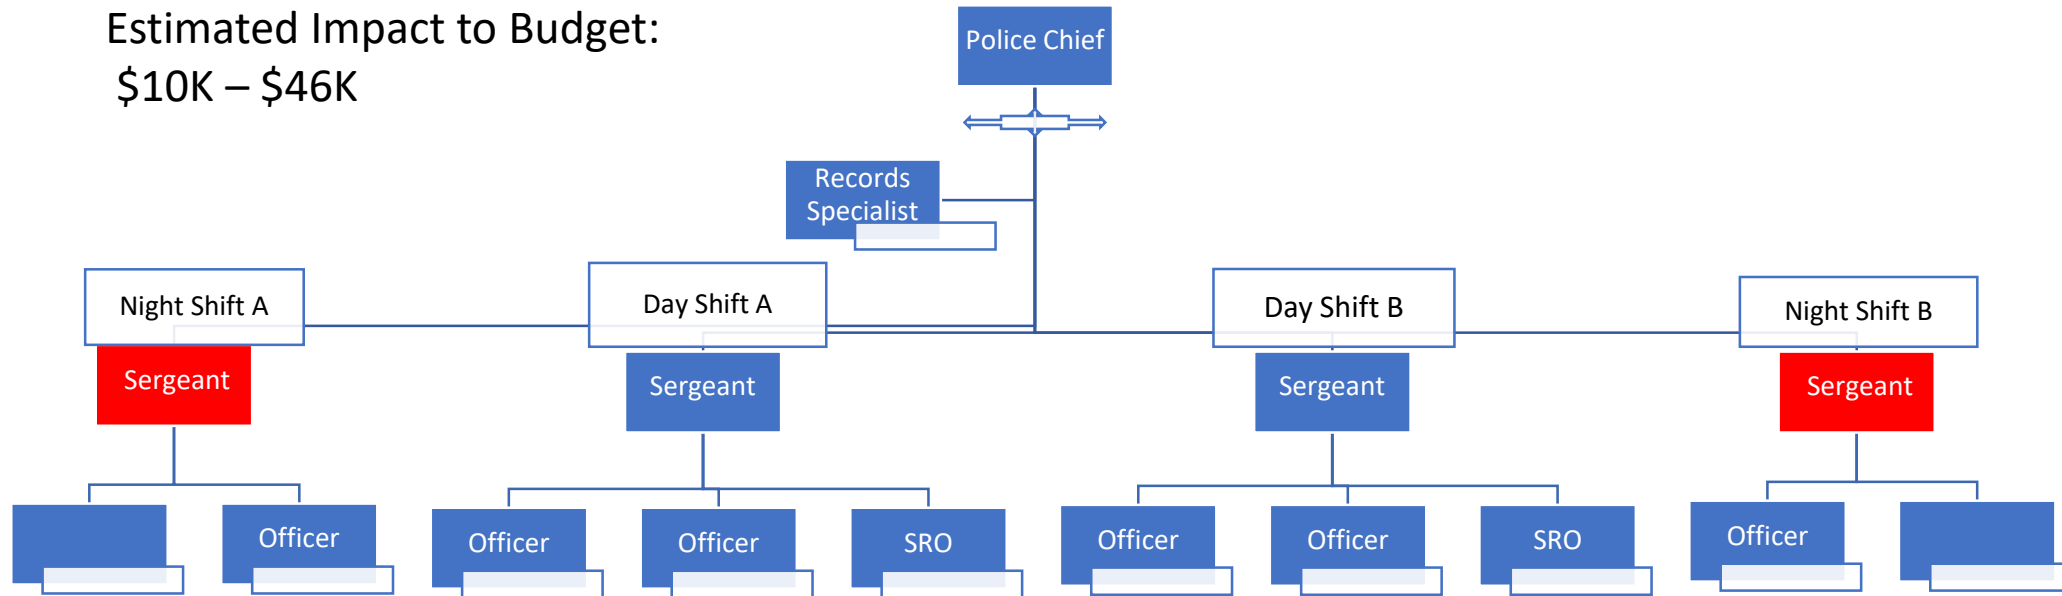 Estimated Impact to Budget:
$10K – $46K
Police Chief
Records
Specialist
Night Shift A
Day Shift A
Day Shift B
Night Shift B
Sergeant
Sergeant
Sergeant
Sergeant
Officer
Officer
Officer
SRO
Officer
Officer
SRO
Officer